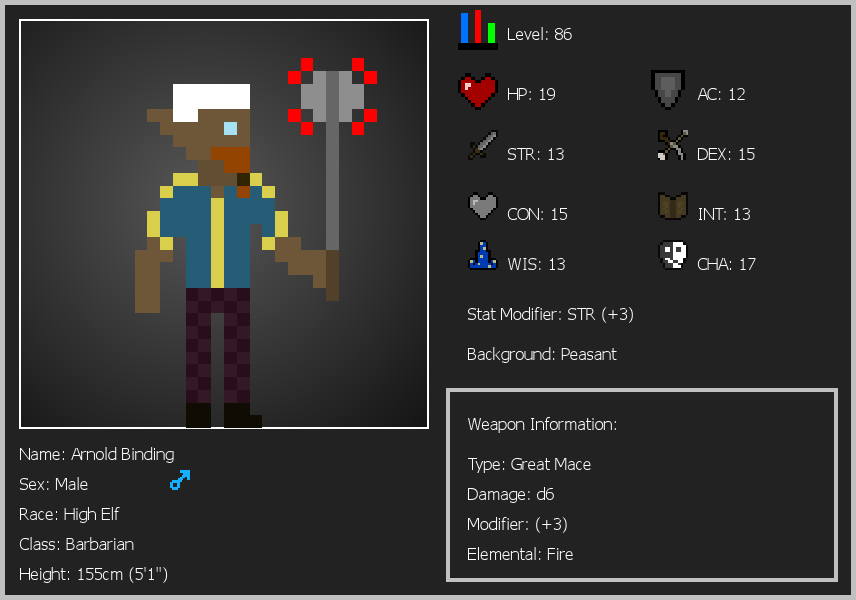 Level: 86
HP: 19
AC: 12
STR: 13
DEX: 15
CON: 15
INT: 13
WIS: 13
CHA: 17
Stat Modifier: STR (+3)
Background: Peasant
Weapon Information:
Type: Great Mace
Damage: d6
Modifier: (+3)
Elemental: Fire
Name: Arnold Binding
Sex: Male
Race: High Elf
Class: Barbarian
Height: 155cm (5'1")